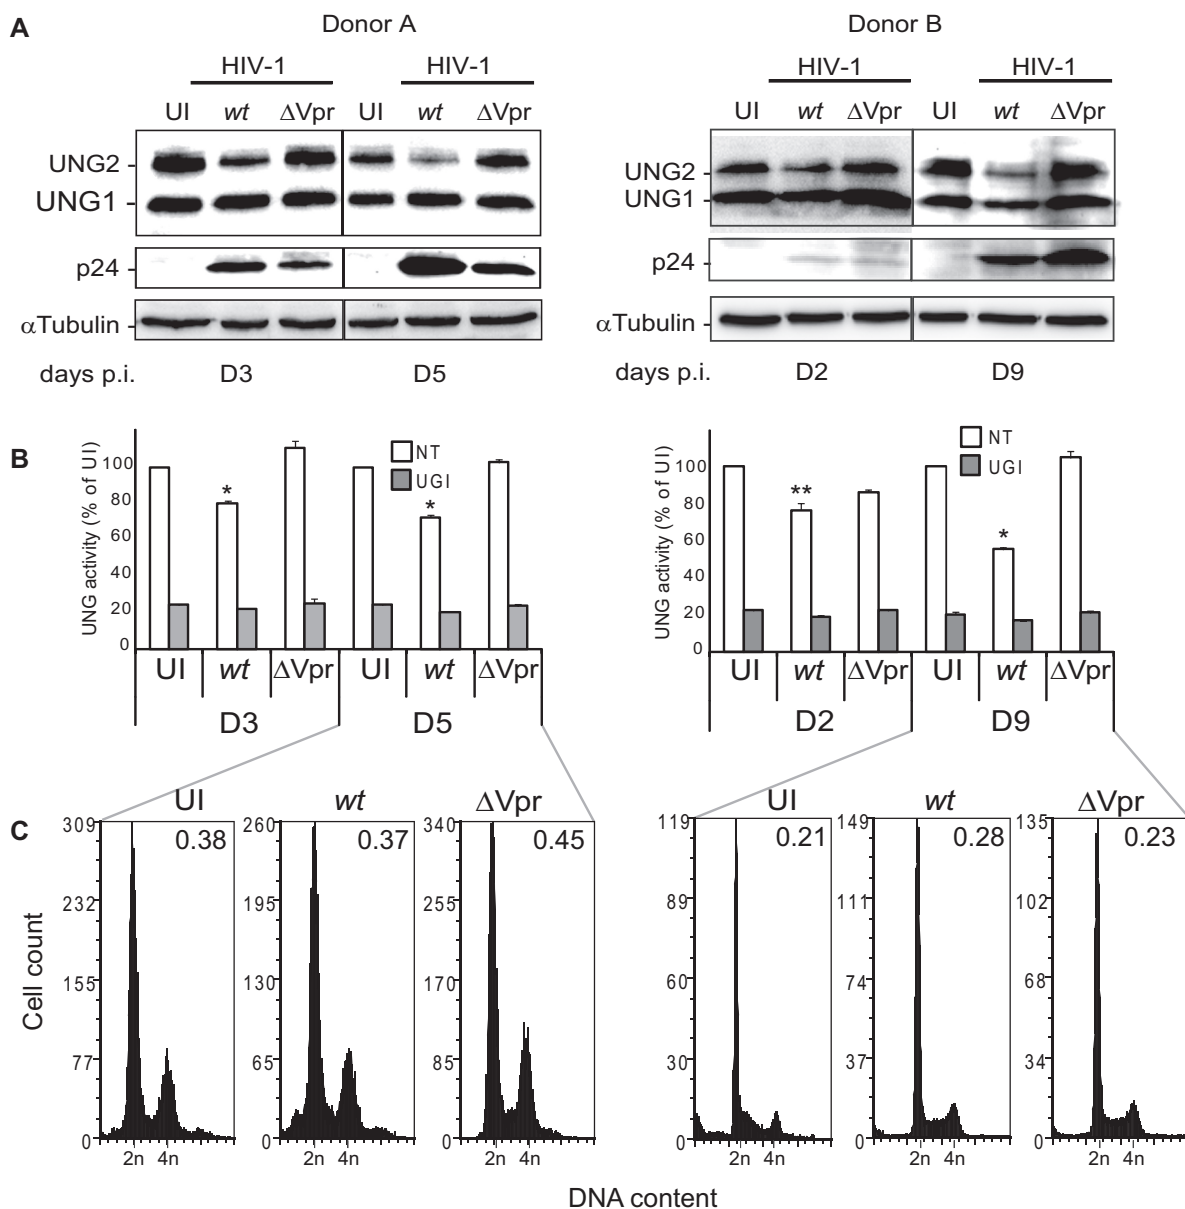 A
Donor A
Donor B
HIV-1
HIV-1
HIV-1
HIV-1
UI wt ΔVpr UI wt ΔVpr
UI wt ΔVpr UI wt ΔVpr
UNG2 -
UNG1 -
p24 -
αTubulin -
days p.i. D3 D5
UNG2 -
UNG1 -
p24 -
αTubulin -
days p.i. D2 D9
B
UNG activity (% of UI)
100
80
60
40
20
0
* *
NT
UGI
UI wt ΔVpr UI wt ΔVpr
D3 D5
UNG activity (% of UI)
100
80
60
40
20
0
** *
NT
UGI
UI wt ΔVpr UI wt ΔVpr
D2 D9
C
Cell count
UI
309
232
155
77
0
0.38
2n 4n
wt
260
195
130
65
0
0.37
2n 4n
ΔVpr
340
255
170
85
0
0.45
2n 4n
UI
119
89
60
30
0
0.21
2n 4n
wt
149
111
74
37
0
0.28
2n 4n
ΔVpr
135
102
68
34
0
0.23
2n 4n
DNA content